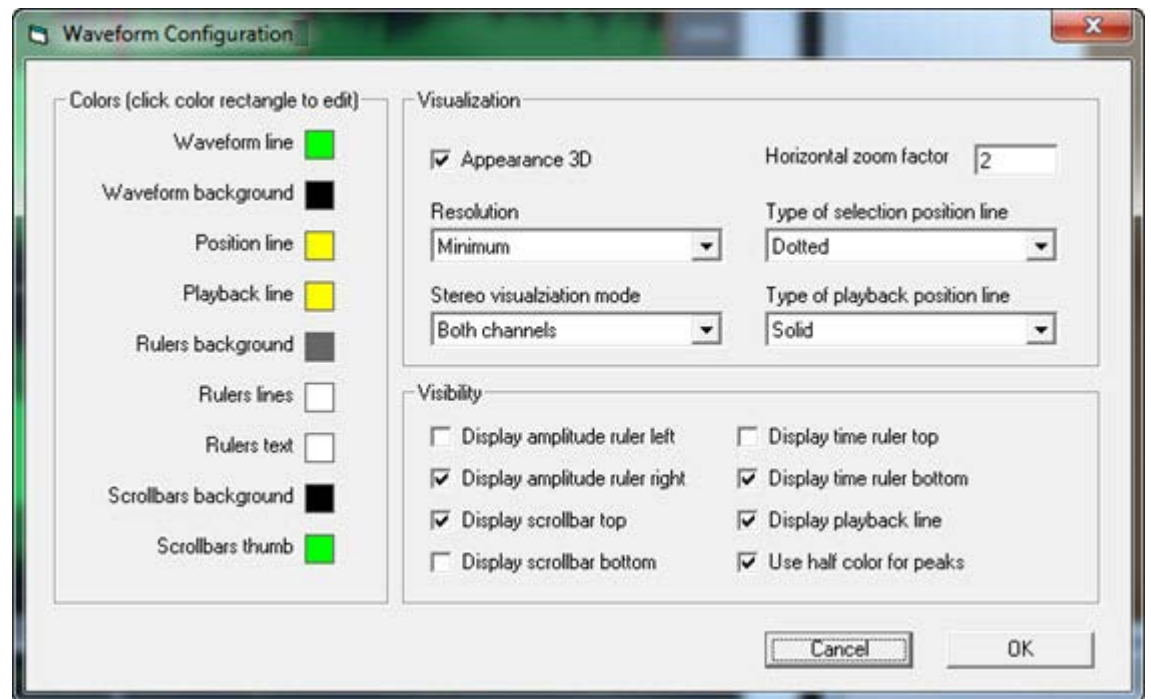 Waveform Configuration
Colors (click color rectangle to edit)
Waveform line
Waveform background
Position line
Playback line
Rulers background
Rulers lines
Rulers text
Scrollbars background
Scrollbars thumb
Visualization
Appearance 3D
Horizontal zoom factor 2
Resolution
Minimum
Type of selection position line
Dotted
Stereo visualziation mode
Both channels
Type of playback position line
Solid
Visibility
Display amplitude ruler left
Display time ruler top
Display amplitude ruler right
Display time ruler bottom
Display scrollbar top
Display playback line
Display scrollbar bottom
Use half color for peaks
Cancel
OK